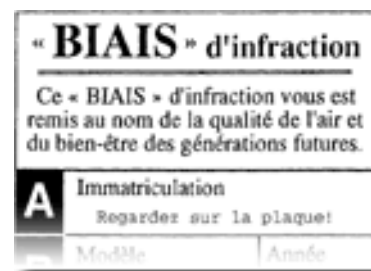 « BIAIS » d'infraction
Ce « BIAIS » d'infraction vous est
remis au nom de la qualité de l'air et
du bien-être des générations futures.
A Immatriculation
Regardez sur la plaque!
B Modèle Année